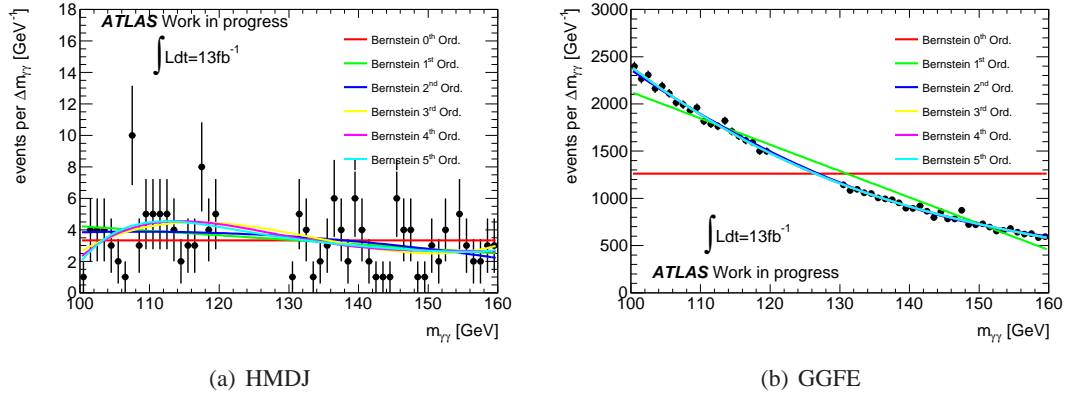 ATLAS Work in progress
∫Ldt=13fb⁻¹
Bernstein 0ᵗʰ Ord.
Bernstein 1ˢᵗ Ord.
Bernstein 2ⁿᵈ Ord.
Bernstein 3ʳᵈ Ord.
Bernstein 4ᵗʰ Ord.
Bernstein 5ᵗʰ Ord.
events per Δmγγ [GeV⁻¹]
18
16
14
12
10
8
6
4
2
0
100 110 120 130 140 150 160
mγγ [GeV]
(a) HMDJ
events per Δmγγ [GeV⁻¹]
3000
2500
2000
1500
1000
500
0
Bernstein 0ᵗʰ Ord.
Bernstein 1ˢᵗ Ord.
Bernstein 2ⁿᵈ Ord.
Bernstein 3ʳᵈ Ord.
Bernstein 4ᵗʰ Ord.
Bernstein 5ᵗʰ Ord.
∫Ldt=13fb⁻¹
ATLAS Work in progress
100 110 120 130 140 150 160
mγγ [GeV]
(b) GGFE